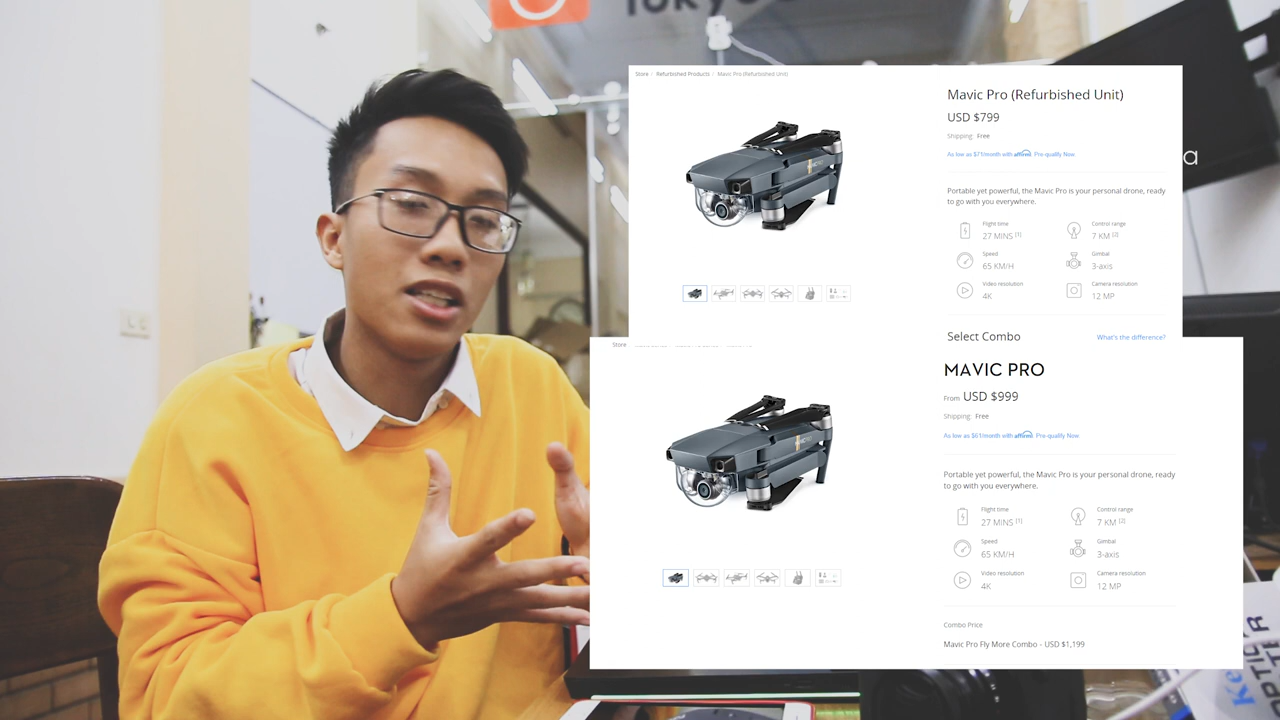 Tokyo
Store / Refurbished Products / Mavic Pro (Refurbished Unit)
Mavic Pro (Refurbished Unit)
USD $799
Shipping: Free
As low as $71/month with affirm. Pre-qualify Now
a
Portable yet powerful, the Mavic Pro is your personal drone, ready
to go with you everywhere.
Flight time
27 MINS [1]
Control range
7 KM [2]
Speed
65 KM/H
Gimbal
3-axis
Video resolution
4K
Camera resolution
12 MP
Select Combo
What's the difference?
Store
MAVIC PRO
From USD $999
Shipping: Free
As low as $61/month with affirm. Pre-qualify Now
Portable yet powerful, the Mavic Pro is your personal drone, ready
to go with you everywhere.
Flight time
27 MINS [1]
Control range
7 KM [2]
Speed
65 KM/H
Gimbal
3-axis
Video resolution
4K
Camera resolution
12 MP
Combo Price
Mavic Pro Fly More Combo - USD $1,199